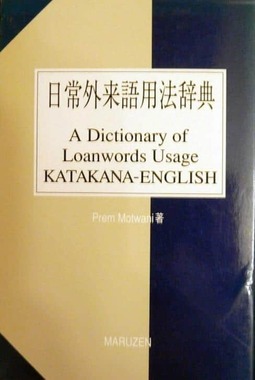 日常外来語用法辞典
A Dictionary of
Loanwords Usage
KATAKANA-ENGLISH
Prem Motwani著
MARUZEN